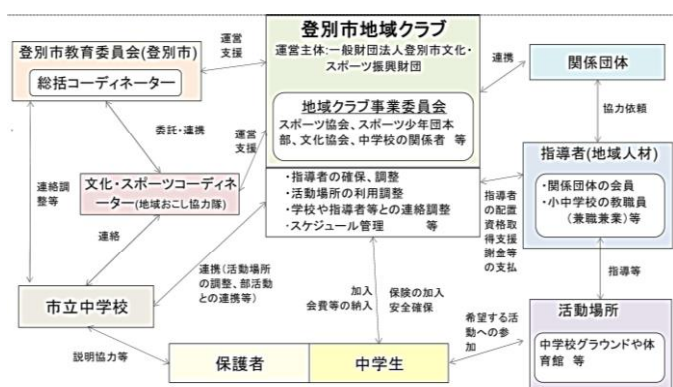 登別市地域クラブ
運営主体:一般財団法人登別市文化・
スポーツ振興財団
地域クラブ事業委員会
スポーツ協会、スポーツ少年団本
部、文化協会、中学校の関係者 等
・指導者の確保、調整
・活動場所の利用調整
・学校や指導者等との連絡調整
・スケジュール管理 等
登別市教育委員会(登別市)
総括コーディネーター
運営
支援
委託・連携
運営
支援
連絡調
整等
文化・スポーツコーディネ
ーター(地域おこし協力隊)
連絡
連携(活動場所
の調整、部活動
との連携等)
市立中学校
説明協力等
保護者
中学生
加入
会費等の納入
保険の加入
安全確保
連携
関係団体
協力依頼
指導者(地域人材)
・関係団体の会員
・小中学校の教職員
(兼職兼業)等
指導者
の配置
資格取
得支援
謝金等
の支払
指導等
希望する活
動への参
加
活動場所
中学校グラウンドや体
育館 等